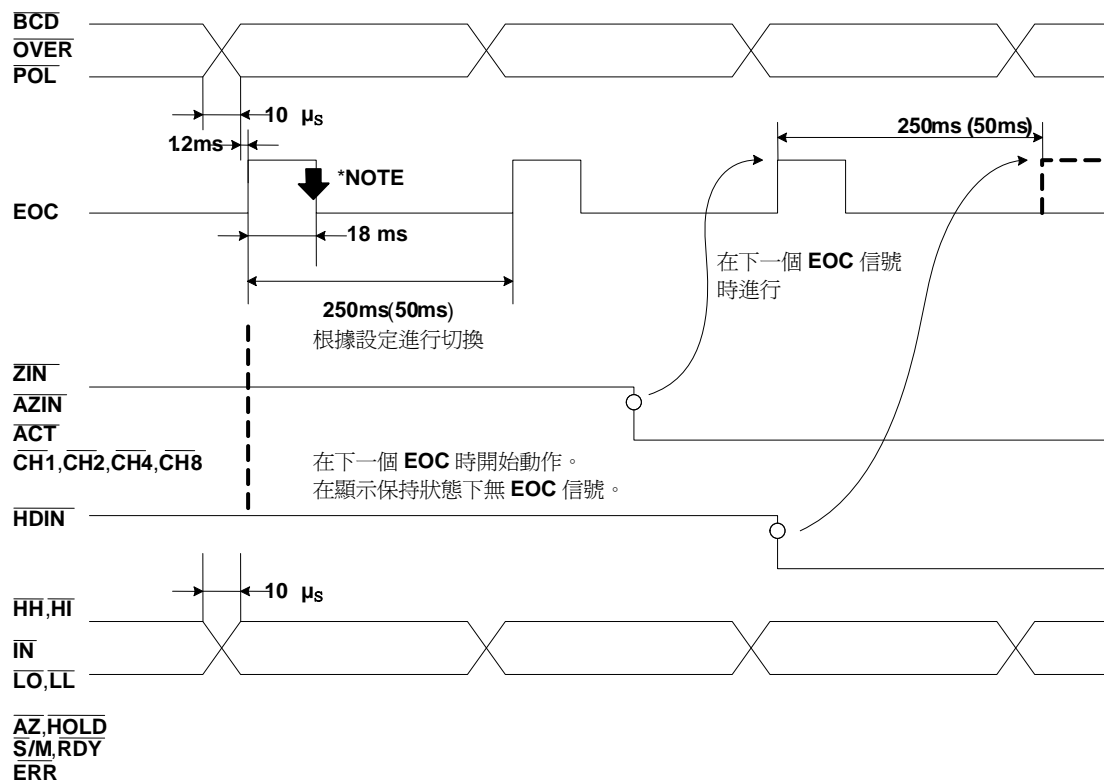 BCD
OVER
POL
10 µs
1.2ms
250ms (50ms)
*NOTE
EOC
18 ms
在下一個 EOC 信號
時進行
250ms(50ms)
根據設定進行切換
ZIN
AZIN
ACT
CH1,CH2,CH4,CH8
在下一個 EOC 時開始動作。
在顯示保持狀態下無 EOC 信號。
HDIN
10 µs
HH,HI
IN
LO,LL
AZ,HOLD
S/M,RDY
ERR